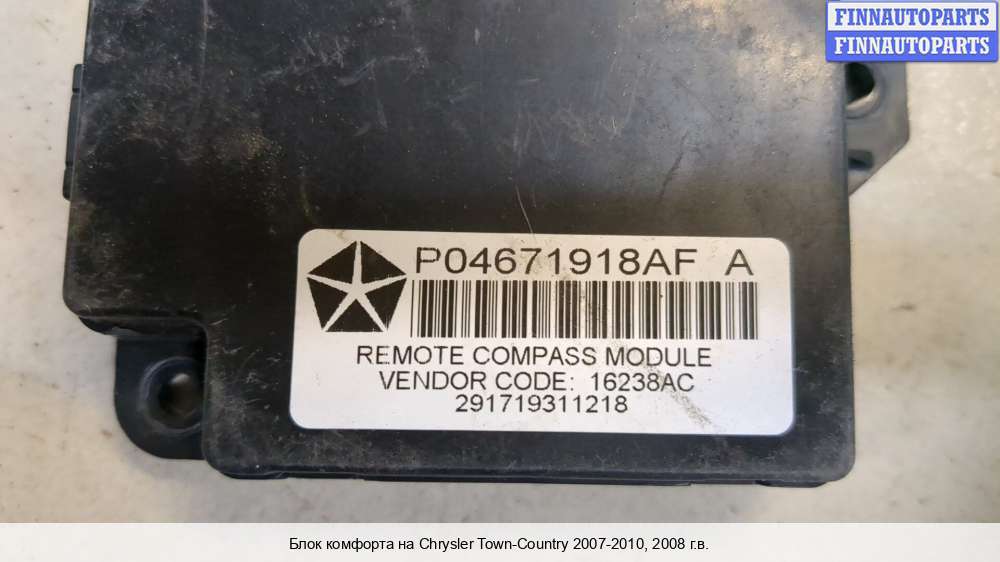 FINNAUTOPARTS
FINNAUTOPARTS
P04671918AF A
REMOTE COMPASS MODULE
VENDOR CODE: 16238AC
291719311218
Блок комфорта на Chrysler Town-Country 2007-2010, 2008 г.в.